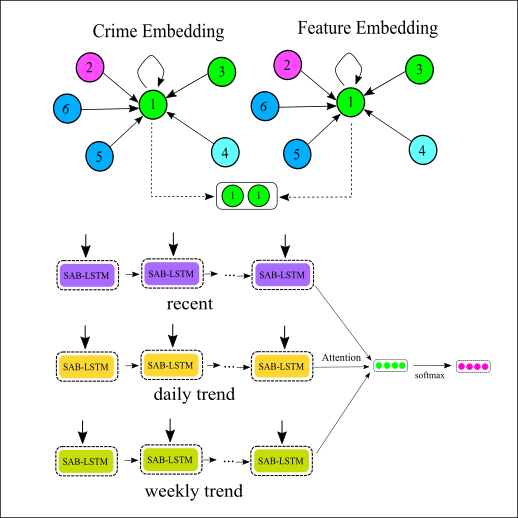 Crime Embedding
Feature Embedding
2
3
1
6
5
4
2
3
1
6
5
4
1 1
SAB-LSTM SAB-LSTM ... SAB-LSTM
recent
SAB-LSTM SAB-LSTM ... SAB-LSTM
Attention
softmax
daily trend
SAB-LSTM SAB-LSTM ... SAB-LSTM
weekly trend